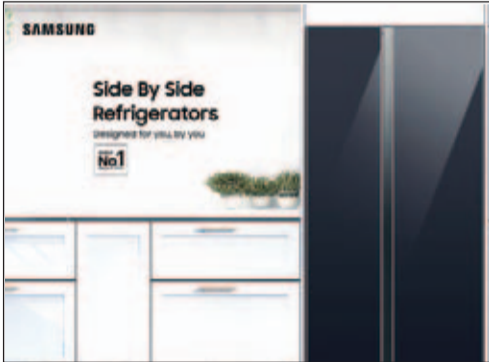 SAMSUNG
Side By Side
Refrigerators
Designed for you, by you
No1